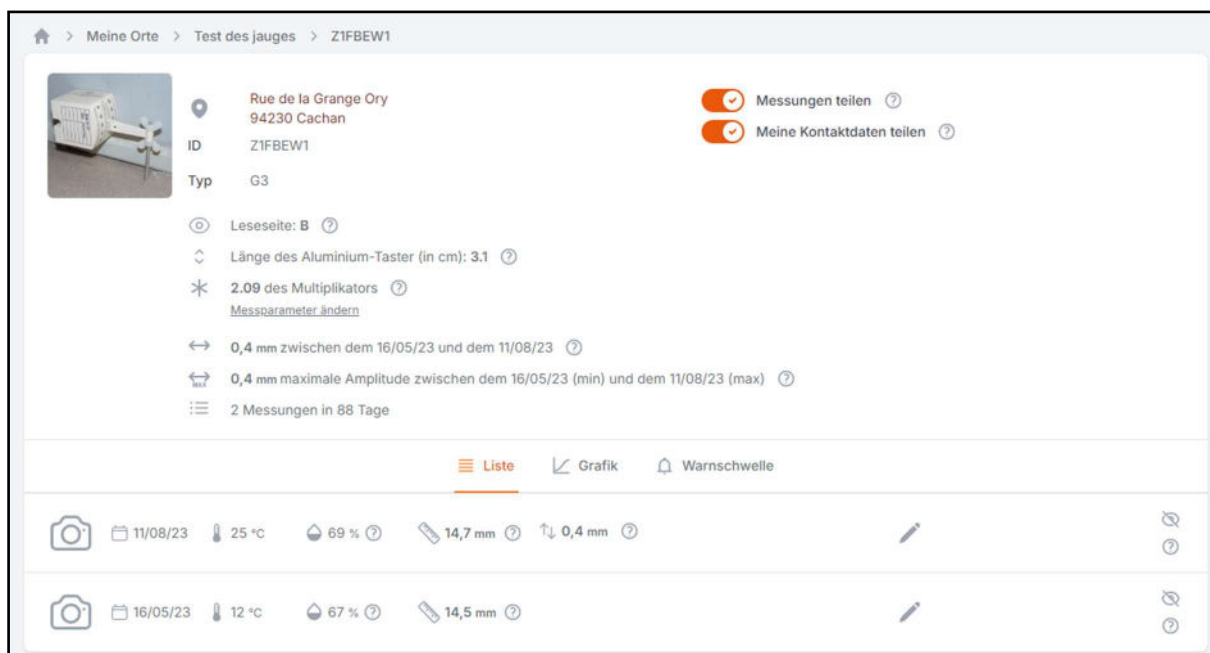 Meine Orte > Test des jauges > Z1FBEW1
Rue de la Grange Ory
94230 Cachan
ID Z1FBEW1
Typ G3
Messungen teilen ?
Meine Kontaktdaten teilen ?
Leseseite: B ?
Länge des Aluminium-Taster (in cm): 3.1 ?
2.09 des Multiplikators ?
Messparameter ändern
0,4 mm zwischen dem 16/05/23 und dem 11/08/23 ?
MAX 0,4 mm maximale Amplitude zwischen dem 16/05/23 (min) und dem 11/08/23 (max) ?
2 Messungen in 88 Tage
Liste Grafik Warnschwelle
11/08/23 25 °C 69 % ? 14,7 mm ? 0,4 mm ? ?
16/05/23 12 °C 67 % ? 14,5 mm ? ?